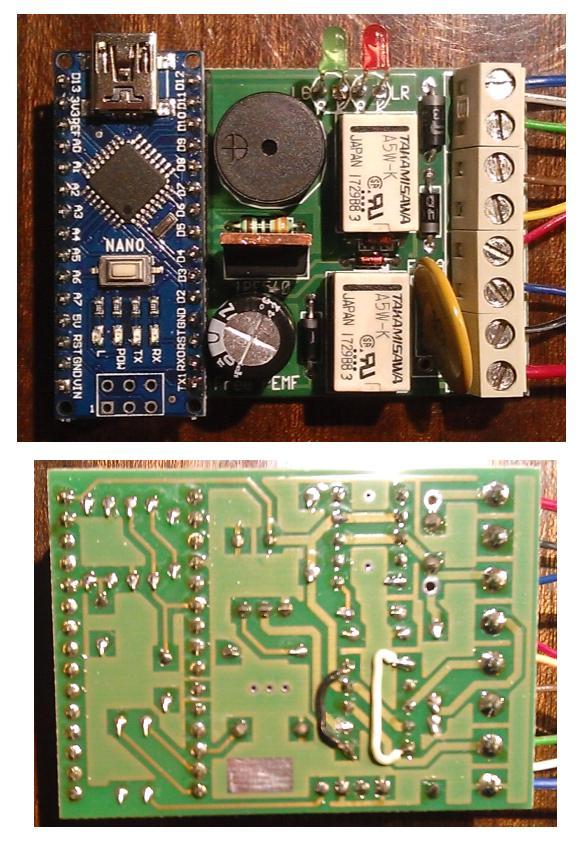 D13 3V3 REF A0 A1 A2 A3 A4 A5 A6 A7 5V RST GND VIN
NANO
L
POW
TX
RX
1
D12 D11 D10 D9 D8 D7 D6 D5 D4 D3 D2 GND RST RX0 TX1
G
R
LR
TAKAMISAWA
A5W-K
JAPAN 172988 3
TAKAMISAWA
A5W-K
JAPAN 172988 3
EMF